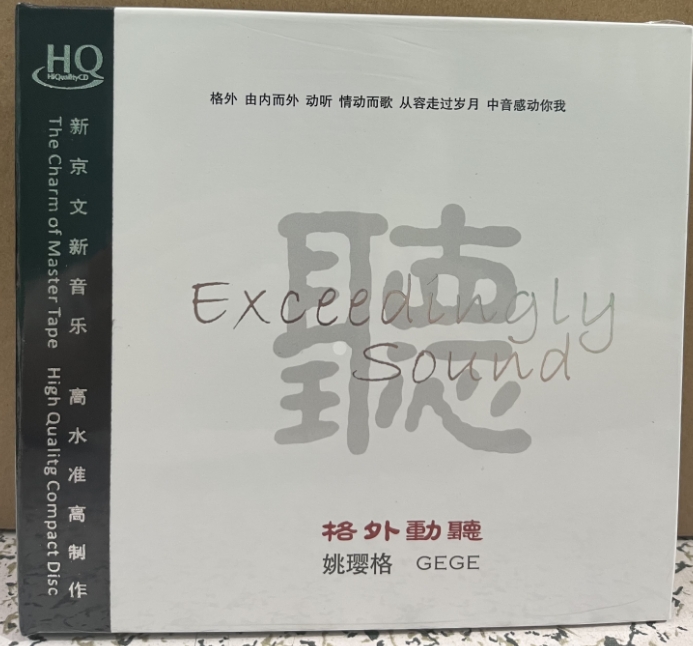 HQ
HiQualityCD
新京文新音乐 高水准高制作
The Charm of Master Tape High Qualitg Compact Disc
格外 由内而外 动听 情动而歌 从容走过岁月 中音感动你我
聽
Exceedingly
Sound
格外動聽
姚璎格 GEGE